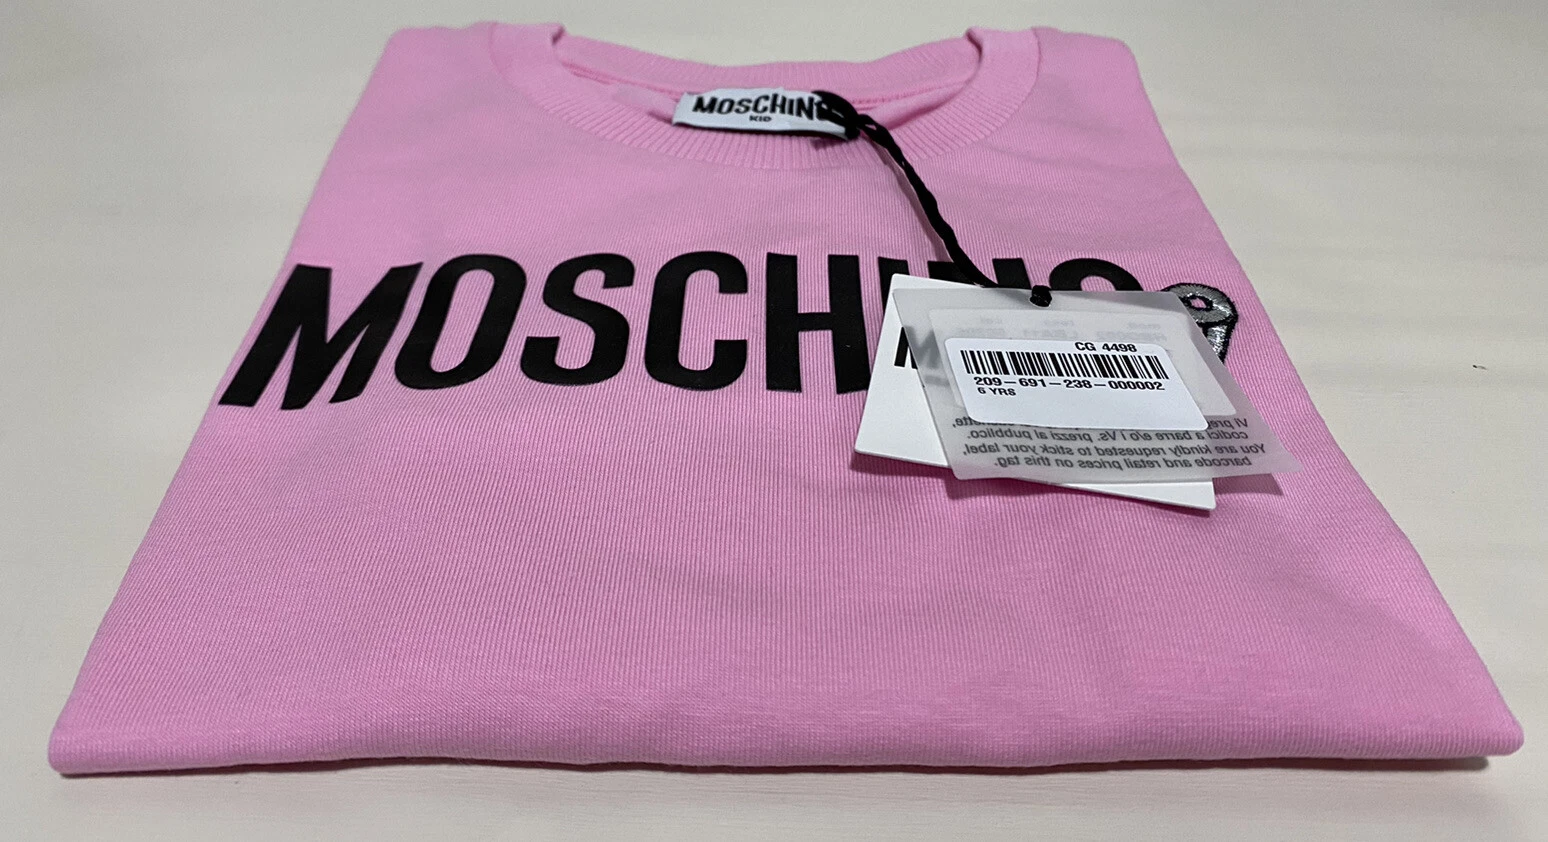 MOSCHINO
KID
MOSCHINO
CG 4498
209-691-238-000002
6 YRS
codici a barre e/o i Vs. prezzi al pubblico.
You are kindly requested to stick your label,
barcode and retail prices on this tag.